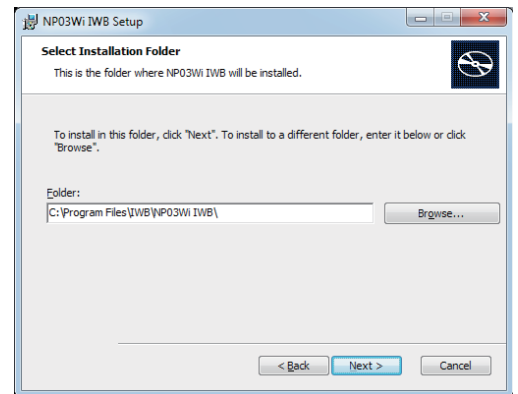 NP03Wi IWB Setup
Select Installation Folder
This is the folder where NP03Wi IWB will be installed.
To install in this folder, click "Next". To install to a different folder, enter it below or click
"Browse".
Folder:
C:\Program Files\IWB\NP03Wi IWB\
Browse...
< Back Next > Cancel